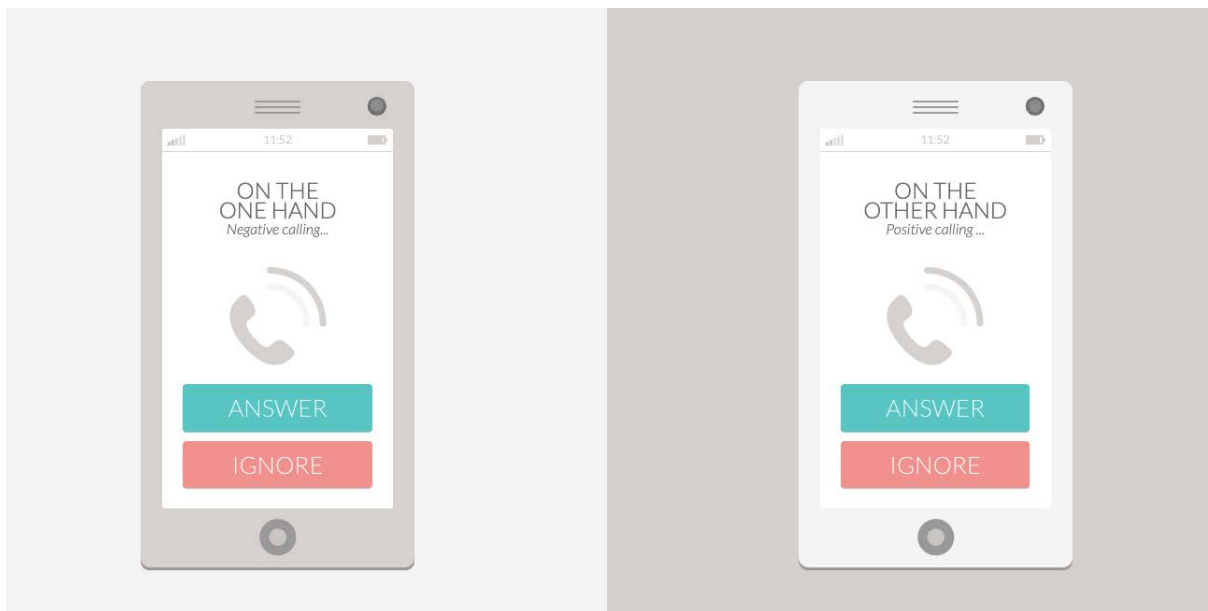 11:52
ON THE
ONE HAND
Negative calling...
ANSWER
IGNORE
11:52
ON THE
OTHER HAND
Positive calling ...
ANSWER
IGNORE